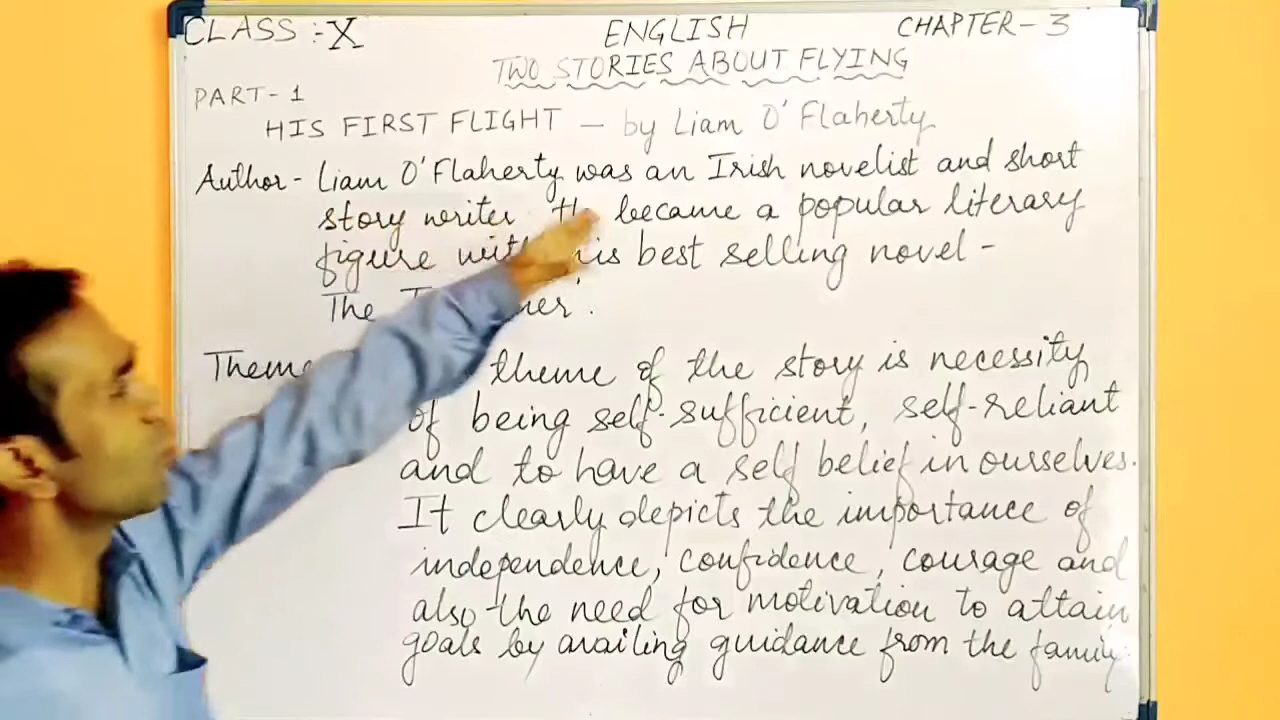 CLASS :- X ENGLISH CHAPTER- 3
TWO STORIES ABOUT FLYING
PART- 1
HIS FIRST FLIGHT — by Liam O'Flaherty
Author - Liam O'Flaherty was an Irish novelist and short
story writer became a popular literary
figure his best selling novel -
The
theme of the story is necessity
of being self-sufficient, self-reliant
and to have a self belief in ourselves.
It clearly depicts the importance of
independence, confidence, courage and
also the need for motivation to attain
goals by availing guidance from the family.